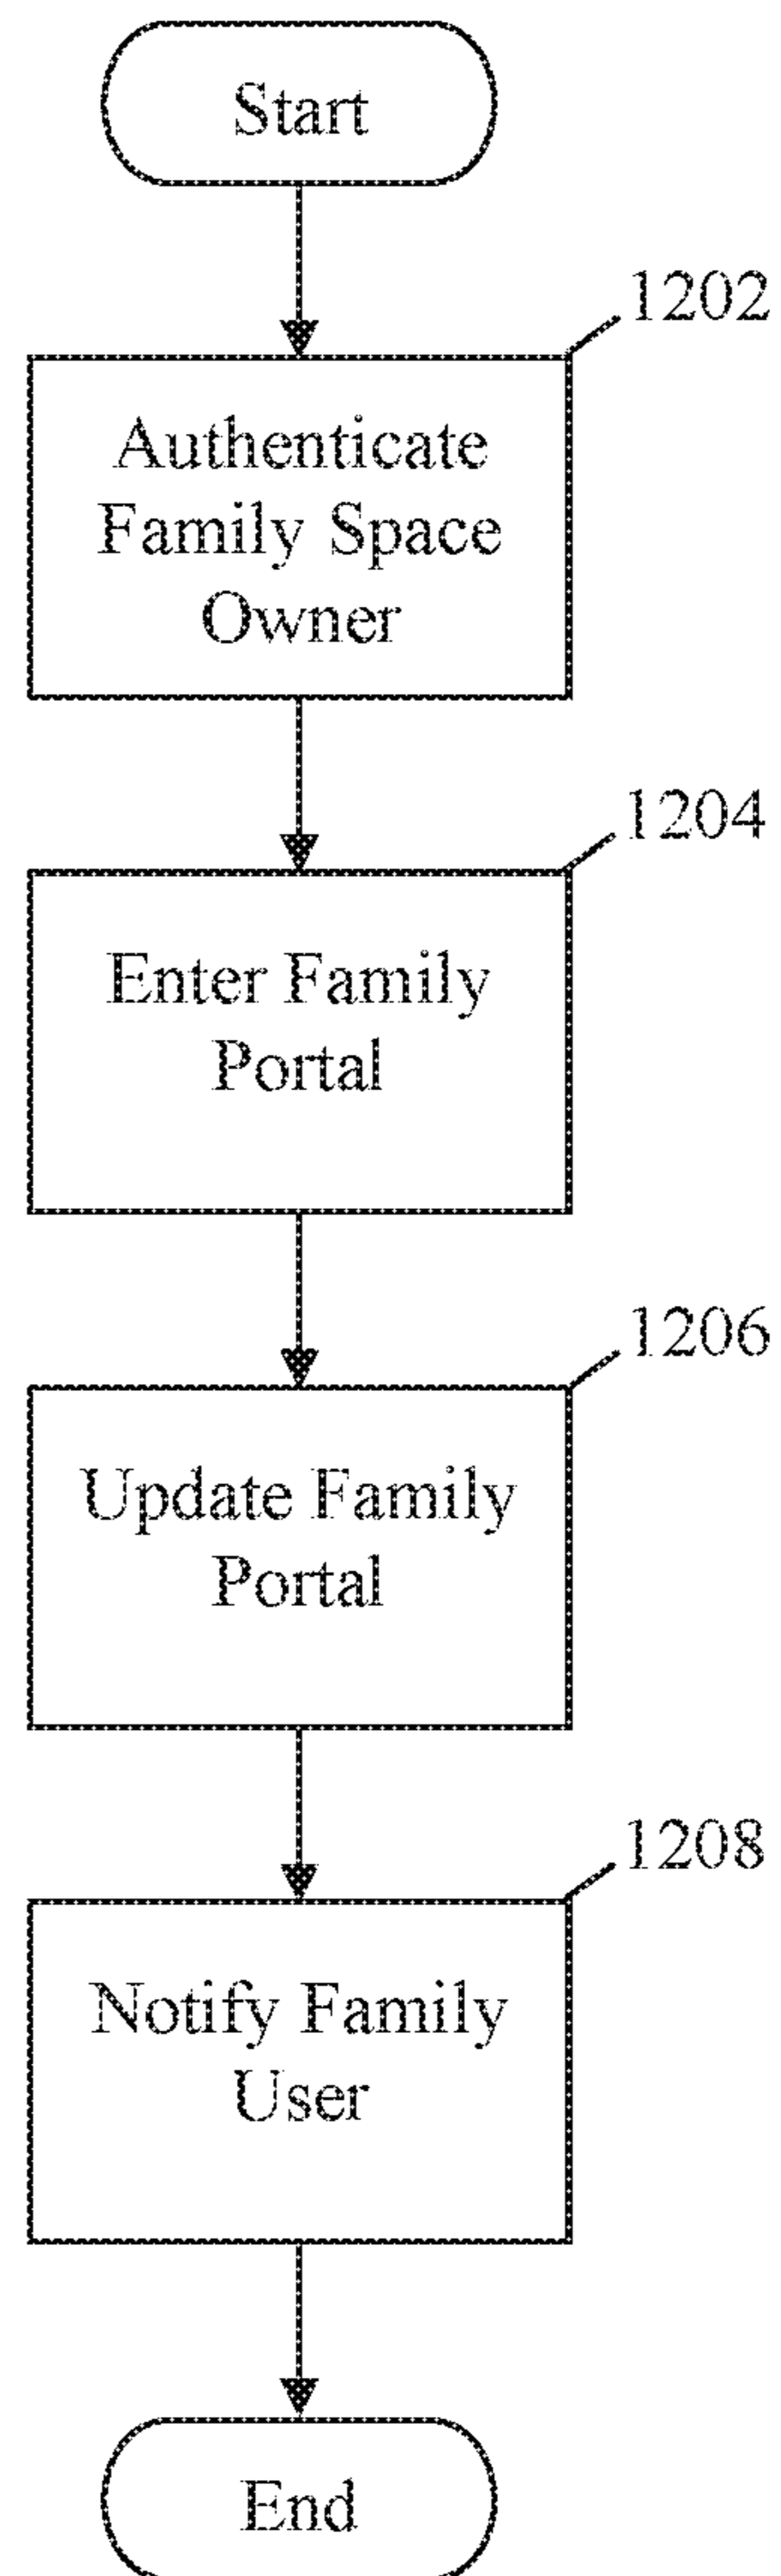 Start
1202
Authenticate
Family Space
Owner
1204
Enter Family
Portal
1206
Update Family
Portal
1208
Notify Family
User
End